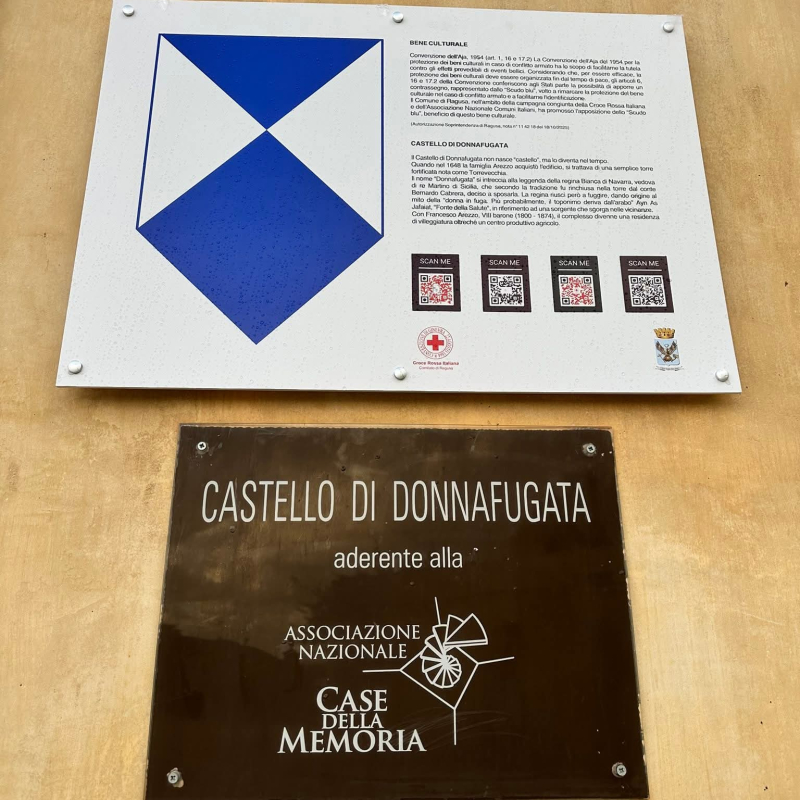 BENE CULTURALE
Convenzione dell'Aja, 1954 (art. 1, 16 e 17.2) La Convenzione dell'Aja del 1954 per la
protezione dei beni culturali in caso di conflitto armato ha lo scopo di facilitarne la tutela
contro gli effetti prevedibili di eventi bellici. Considerando che, per essere efficace, la
protezione dei beni culturali deve essere organizzata fin dal tempo di pace, gli articoli 6,
16 e 17.2 della Convenzione conferiscono agli Stati parte la possibilità di apporre un
contrassegno, rappresentato dallo "Scudo blu", volto a rimarcare la protezione del bene
culturale nel caso di conflitto armato e a facilitarne l'identificazione.
Il Comune di Ragusa, nell'ambito della campagna congiunta della Croce Rossa Italiana
e dell'Associazione Nazionale Comuni Italiani, ha promosso l'apposizione dello "Scudo
blu", beneficio di questo bene culturale.
(Autorizzazione Soprintendenza di Ragusa, nota n° del
CASTELLO DI DONNAFUGATA
Il Castello di Donnafugata non nasce "castello", ma lo diventa nel tempo.
Quando nel 1648 la famiglia Arezzo acquistò l'edificio, si trattava di una semplice torre
fortificata nota come Torrevecchia.
Il nome "Donnafugata" si intreccia alla leggenda della regina Bianca di Navarra, vedova
di re Martino di Sicilia, che secondo la tradizione fu rinchiusa nella torre dal conte
Bernardo Cabrera, deciso a sposarla. La regina riuscì però a fuggire, dando origine al
mito della "donna in fuga". Più probabilmente, il toponimo deriva dall'arabo" Ayn As
Jafaiat, "Fonte della Salute", in riferimento ad una sorgente che sgorga nelle vicinanze.
Con Francesco Arezzo, VIII barone (1800 - 1874), il complesso divenne una residenza
di villeggiatura oltreché un centro produttivo agricolo.
SCAN ME SCAN ME SCAN ME SCAN ME
Croce Rossa Italiana
Comitato di Ragusa
CASTELLO DI DONNAFUGATA
aderente alla
ASSOCIAZIONE
NAZIONALE
CASE
DELLA
MEMORIA